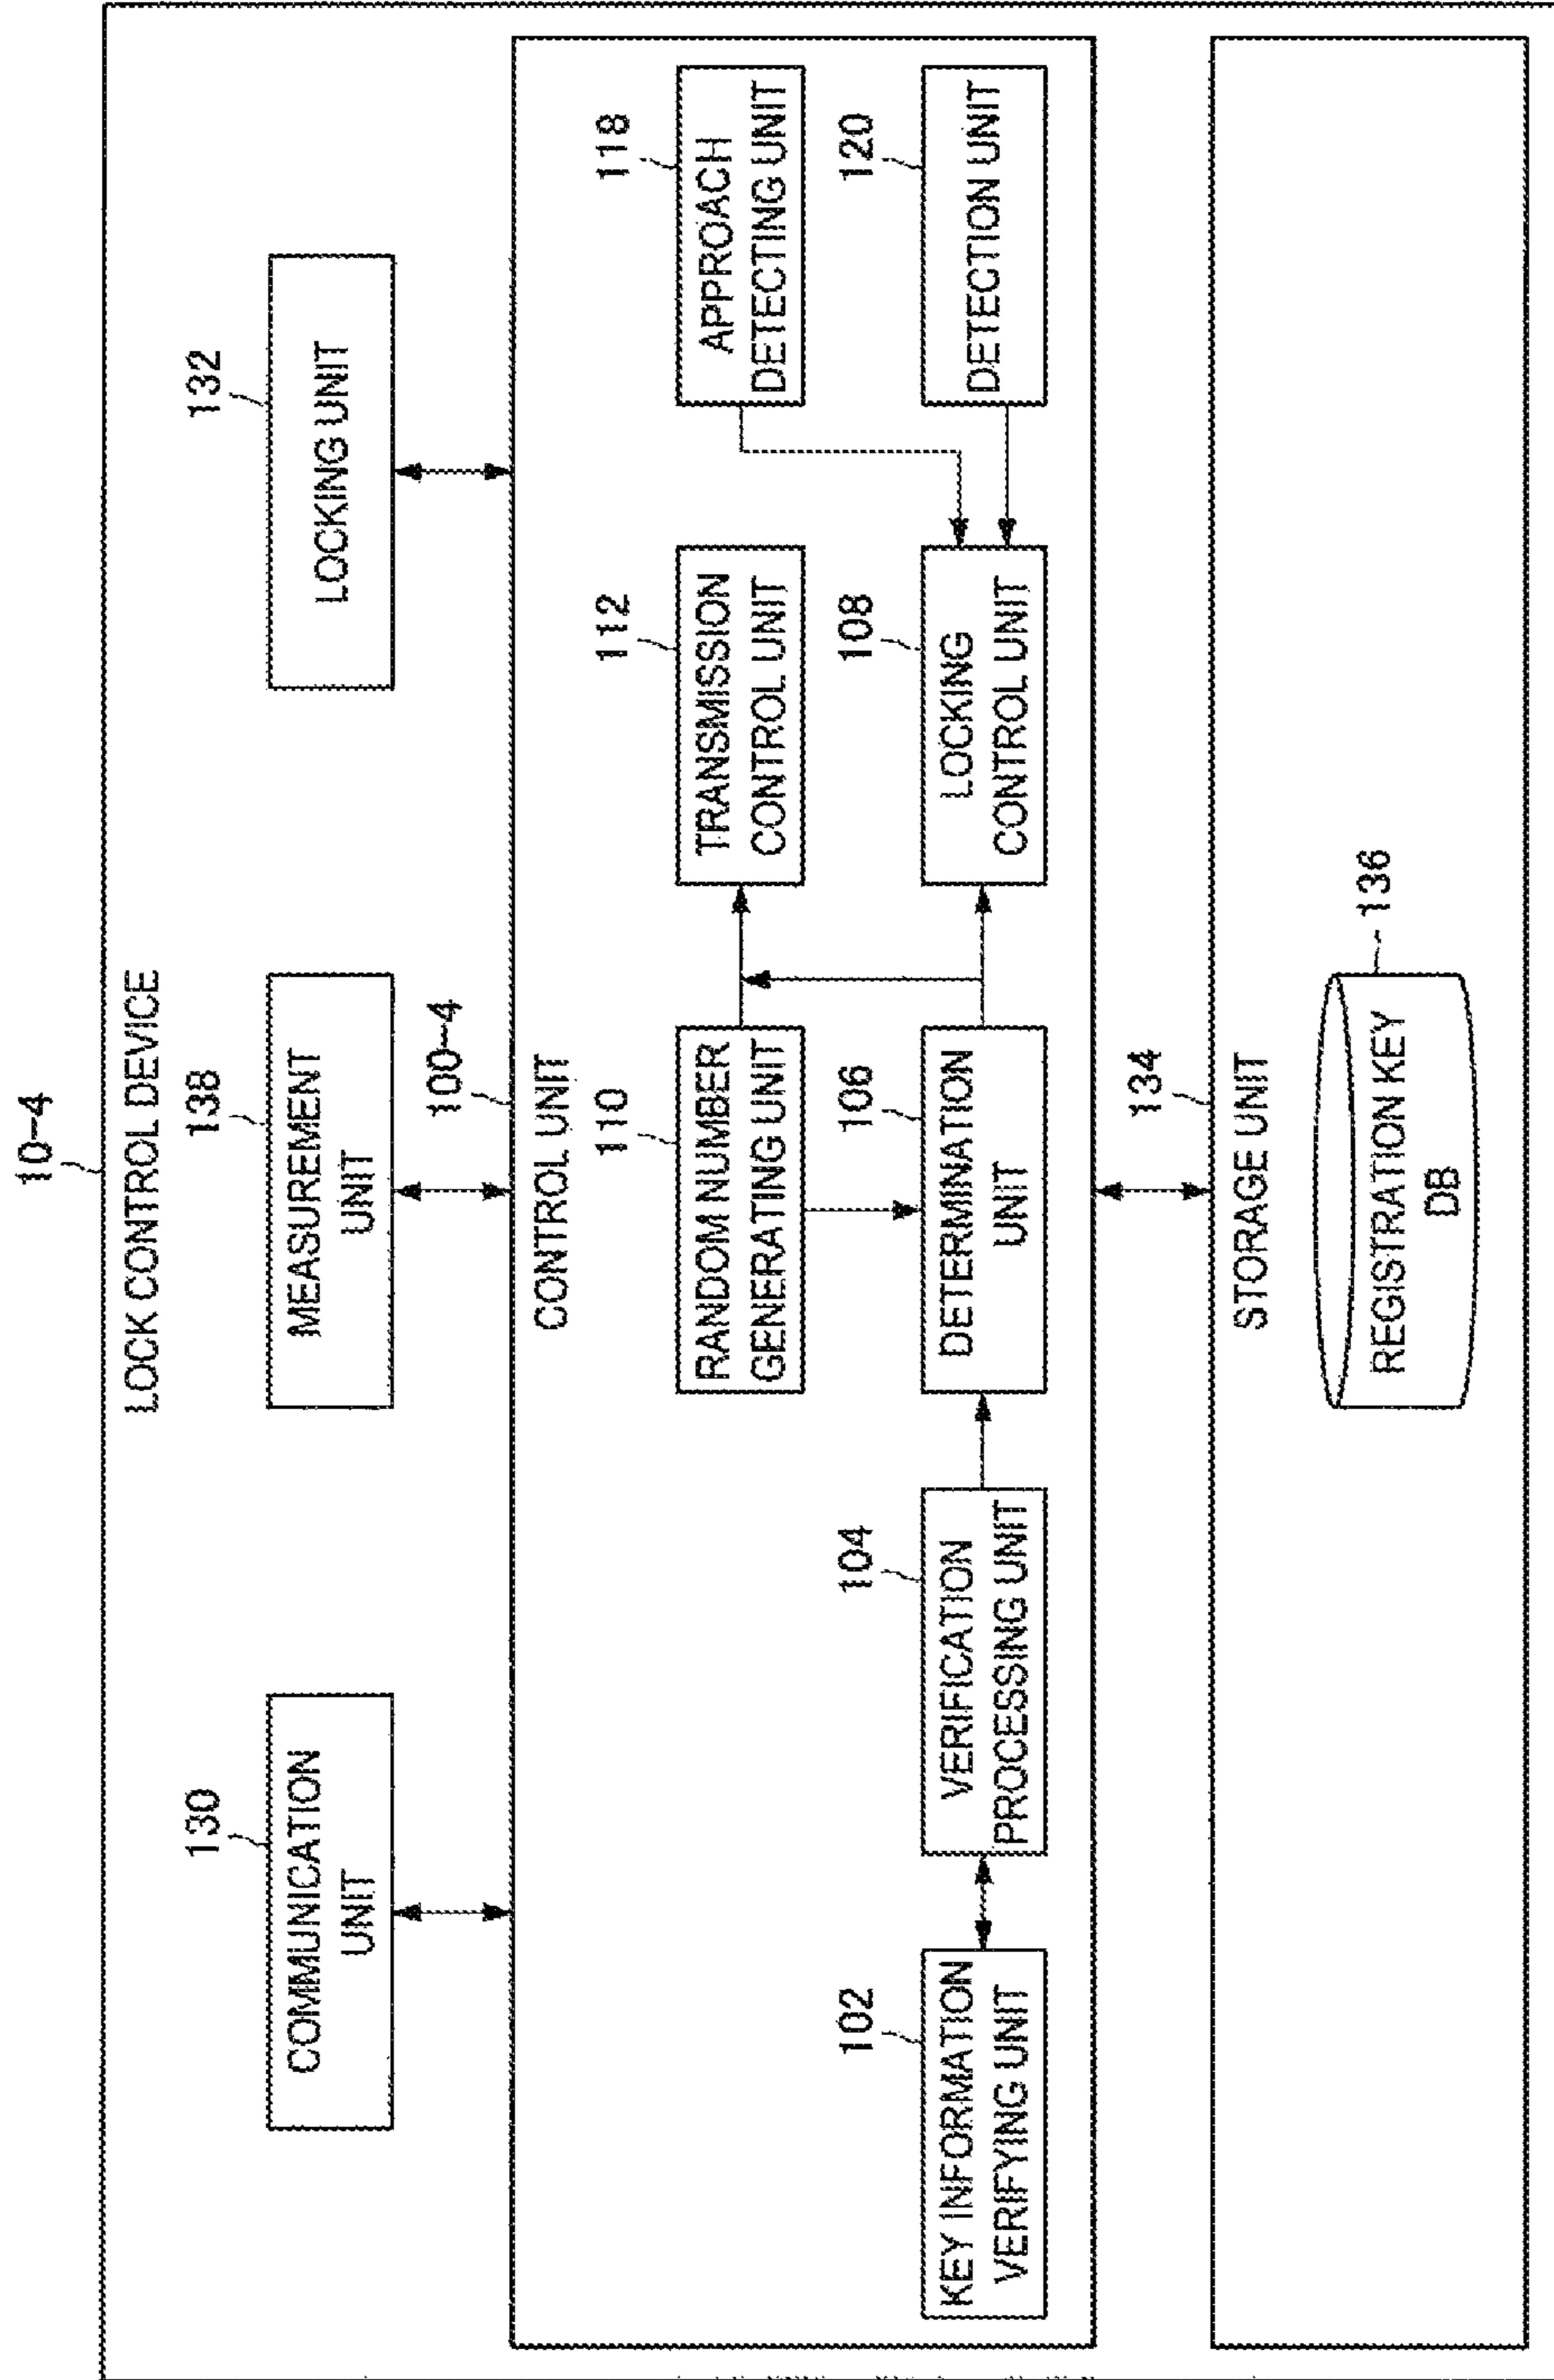 10-4
LOCK CONTROL DEVICE
130
COMMUNICATION
UNIT
138
MEASUREMENT
UNIT
132
LOCKING UNIT
100-4
CONTROL UNIT
110
RANDOM NUMBER
GENERATING UNIT
112
TRANSMISSION
CONTROL UNIT
118
APPROACH
DETECTING UNIT
102
KEY INFORMATION
VERIFYING UNIT
104
VERIFICATION
PROCESSING UNIT
106
DETERMINATION
UNIT
108
LOCKING
CONTROL UNIT
120
DETECTION UNIT
134
STORAGE UNIT
136
REGISTRATION KEY
DB